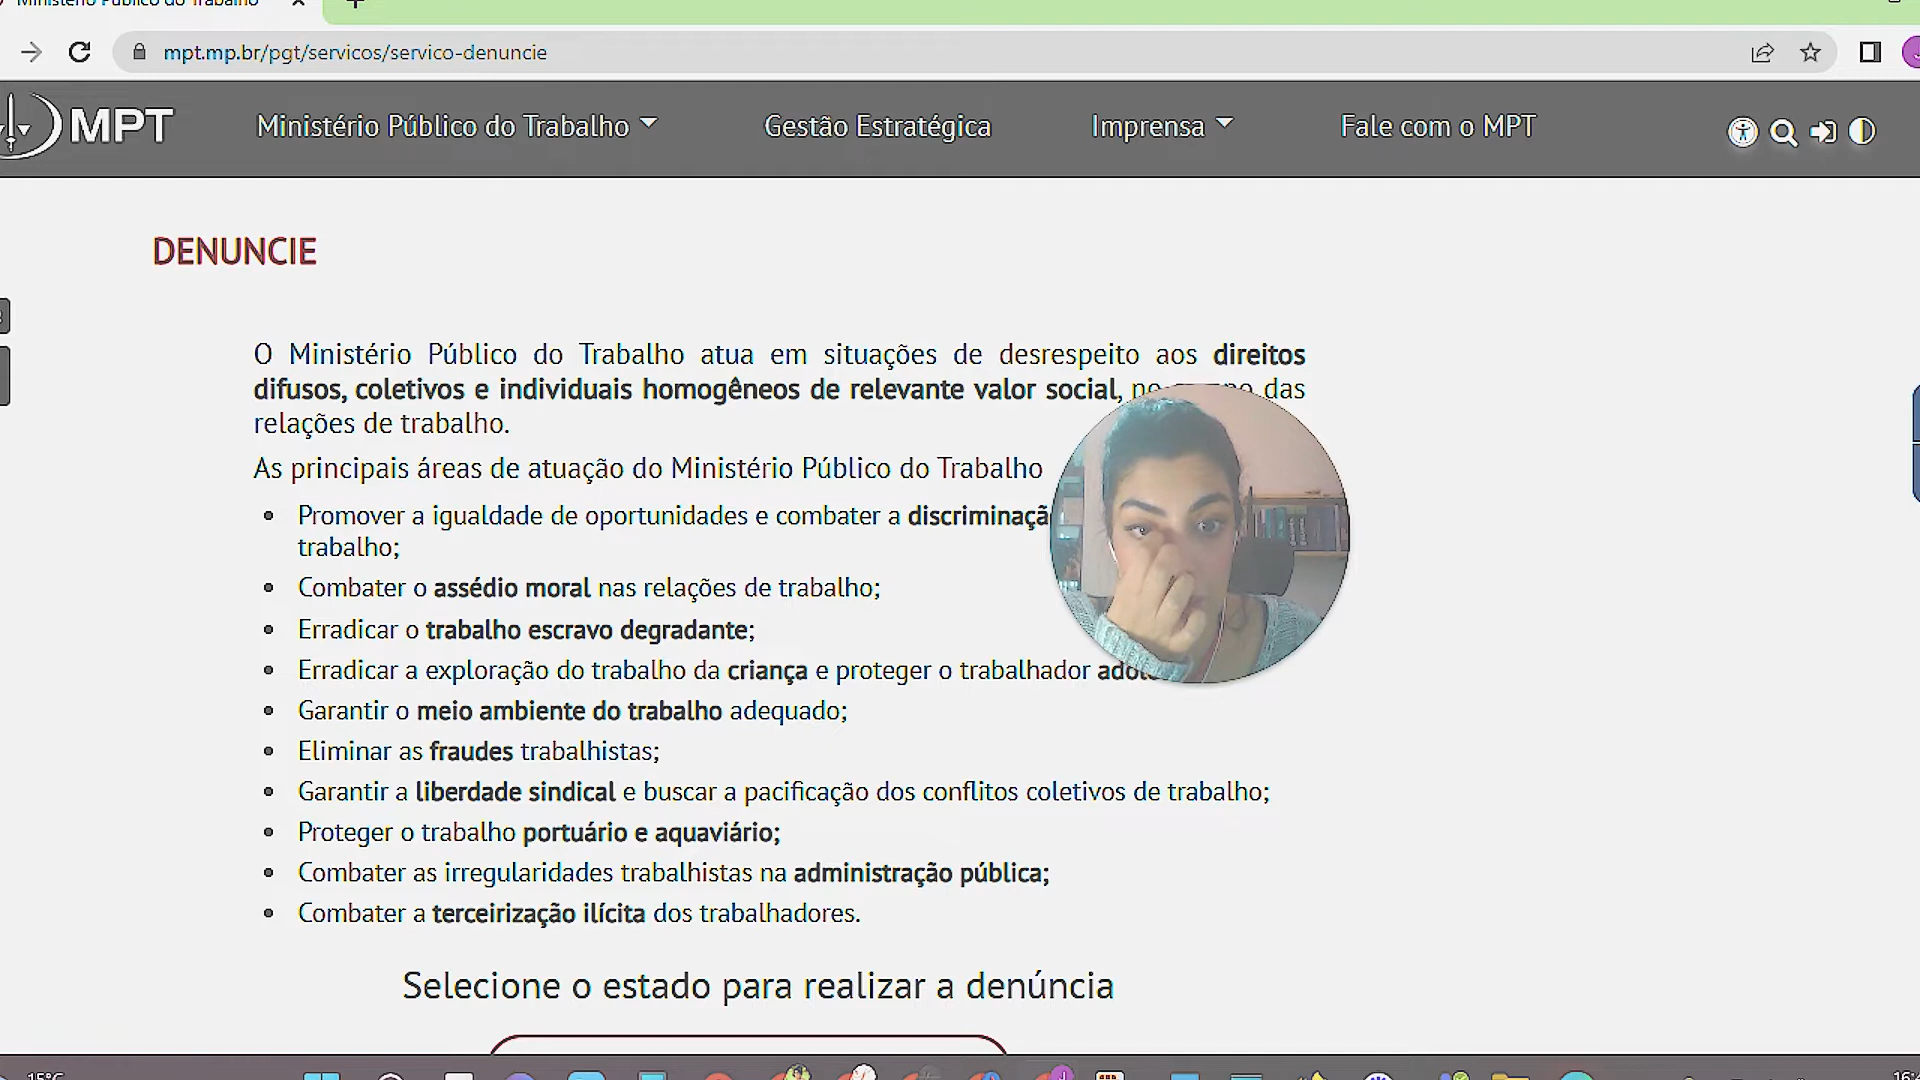 Ministério Público do Trabalho
mpt.mp.br/pgt/servicos/servico-denuncie
MPT Ministério Público do Trabalho Gestão Estratégica Imprensa Fale com o MPT
DENUNCIE
O Ministério Público do Trabalho atua em situações de desrespeito aos direitos
difusos, coletivos e individuais homogêneos de relevante valor social, das
relações de trabalho.
As principais áreas de atuação do Ministério Público do Trabalho
Promover a igualdade de oportunidades e combater a
trabalho;
Combater o assédio moral nas relações de trabalho;
Erradicar o trabalho escravo degradante;
Erradicar a exploração do trabalho da criança e proteger o trabalhador
Garantir o meio ambiente do trabalho adequado;
Eliminar as fraudes trabalhistas;
Garantir a liberdade sindical e buscar a pacificação dos conflitos coletivos de trabalho;
Proteger o trabalho portuário e aquaviário;
Combater as irregularidades trabalhistas na administração pública;
Combater a terceirização ilícita dos trabalhadores.
Selecione o estado para realizar a denúncia
15°C